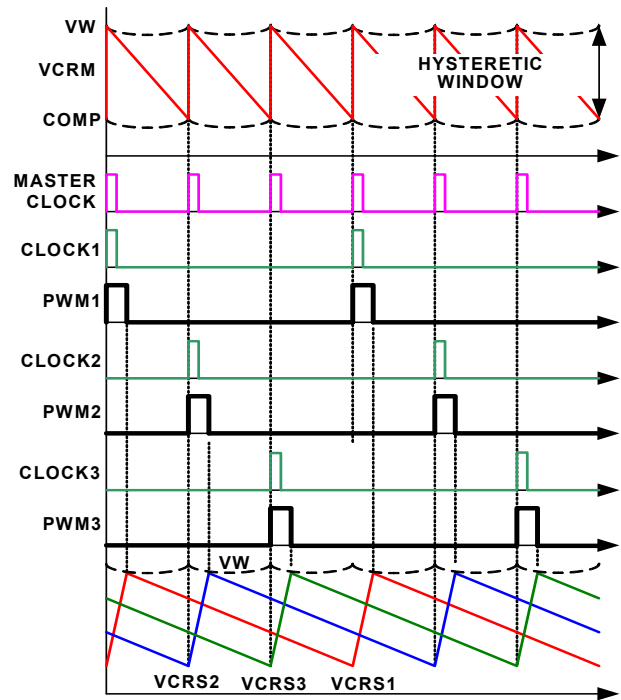 VW
VCRM
HYSTERETIC
WINDOW
COMP
MASTER
CLOCK
CLOCK1
PWM1
CLOCK2
PWM2
CLOCK3
PWM3
VW
VCRS2 VCRS3 VCRS1